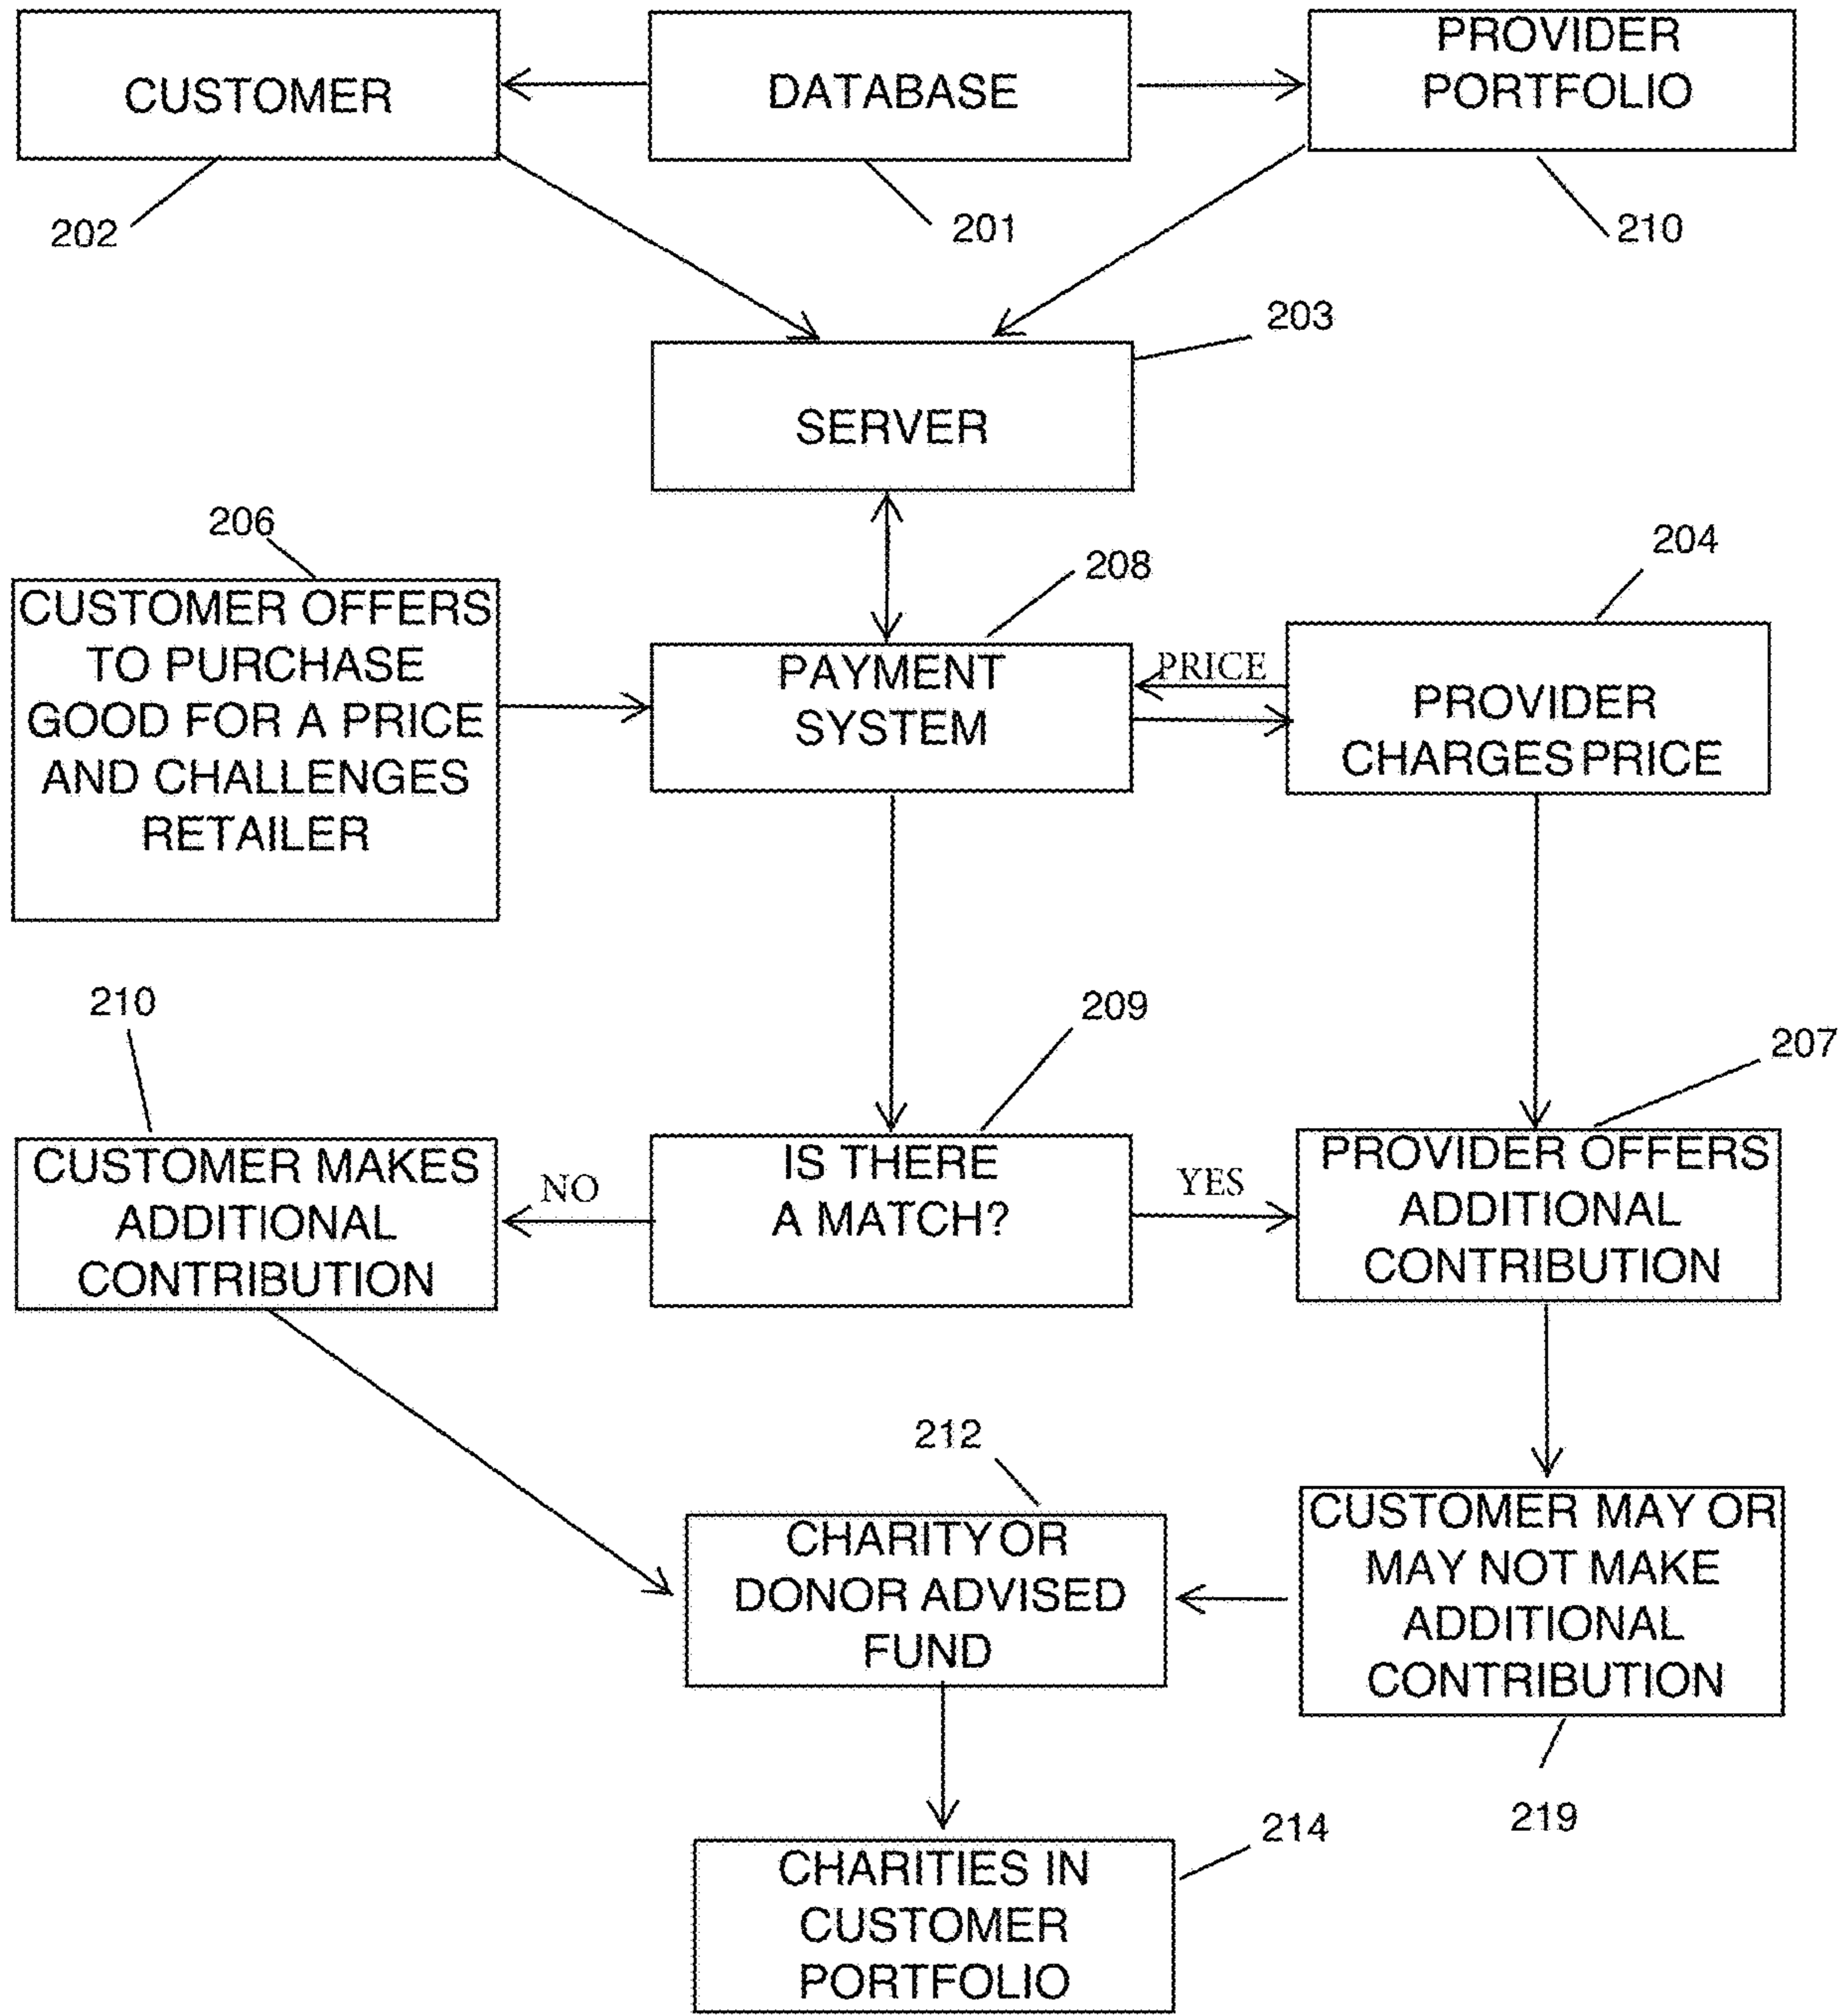 CUSTOMER
DATABASE
PROVIDER
PORTFOLIO
202
201
210
203
SERVER
206
208
204
CUSTOMER OFFERS
TO PURCHASE
GOOD FOR A PRICE
AND CHALLENGES
RETAILER
PAYMENT
SYSTEM
PRICE
PROVIDER
CHARGES PRICE
210
209
207
CUSTOMER MAKES
ADDITIONAL
CONTRIBUTION
NO
IS THERE
A MATCH?
YES
PROVIDER OFFERS
ADDITIONAL
CONTRIBUTION
212
CHARITY OR
DONOR ADVISED
FUND
CUSTOMER MAY OR
MAY NOT MAKE
ADDITIONAL
CONTRIBUTION
219
214
CHARITIES IN
CUSTOMER
PORTFOLIO